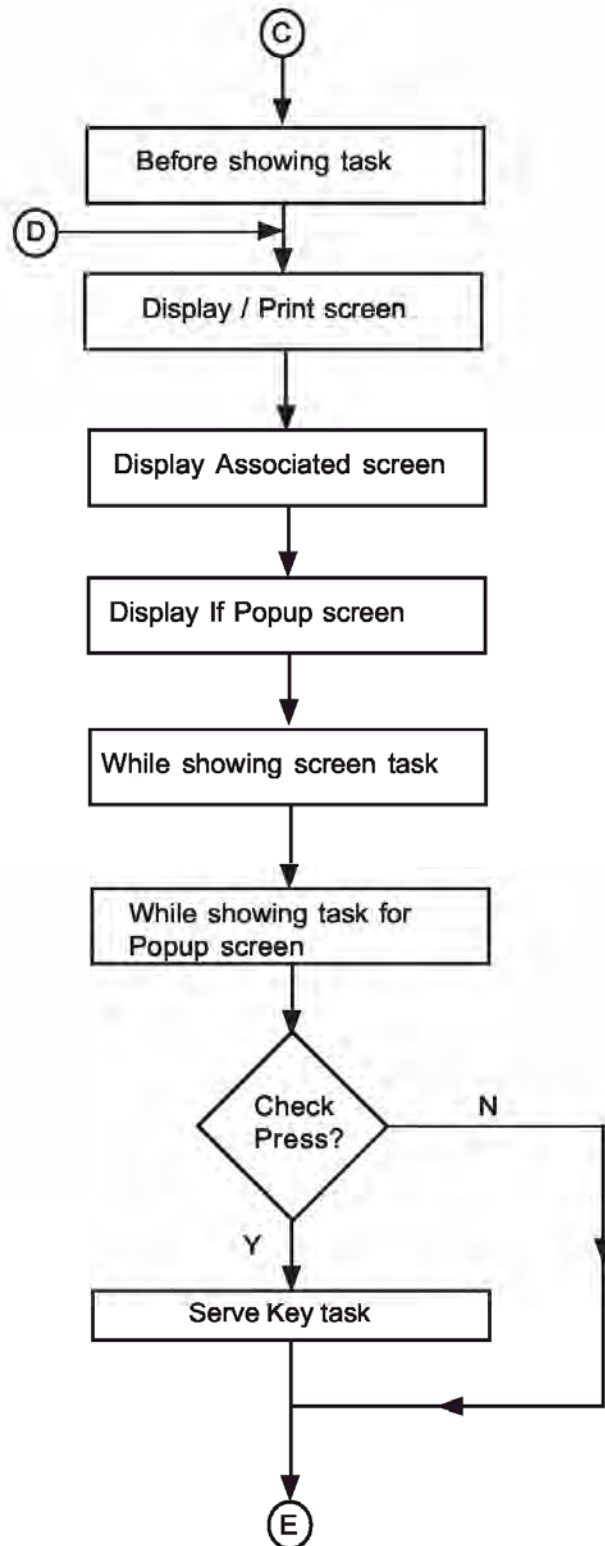 C
Before showing task
D
Display / Print screen
Display Associated screen
Display If Popup screen
While showing screen task
While showing task for
Popup screen
Check
Press?
N
Y
Serve Key task
E